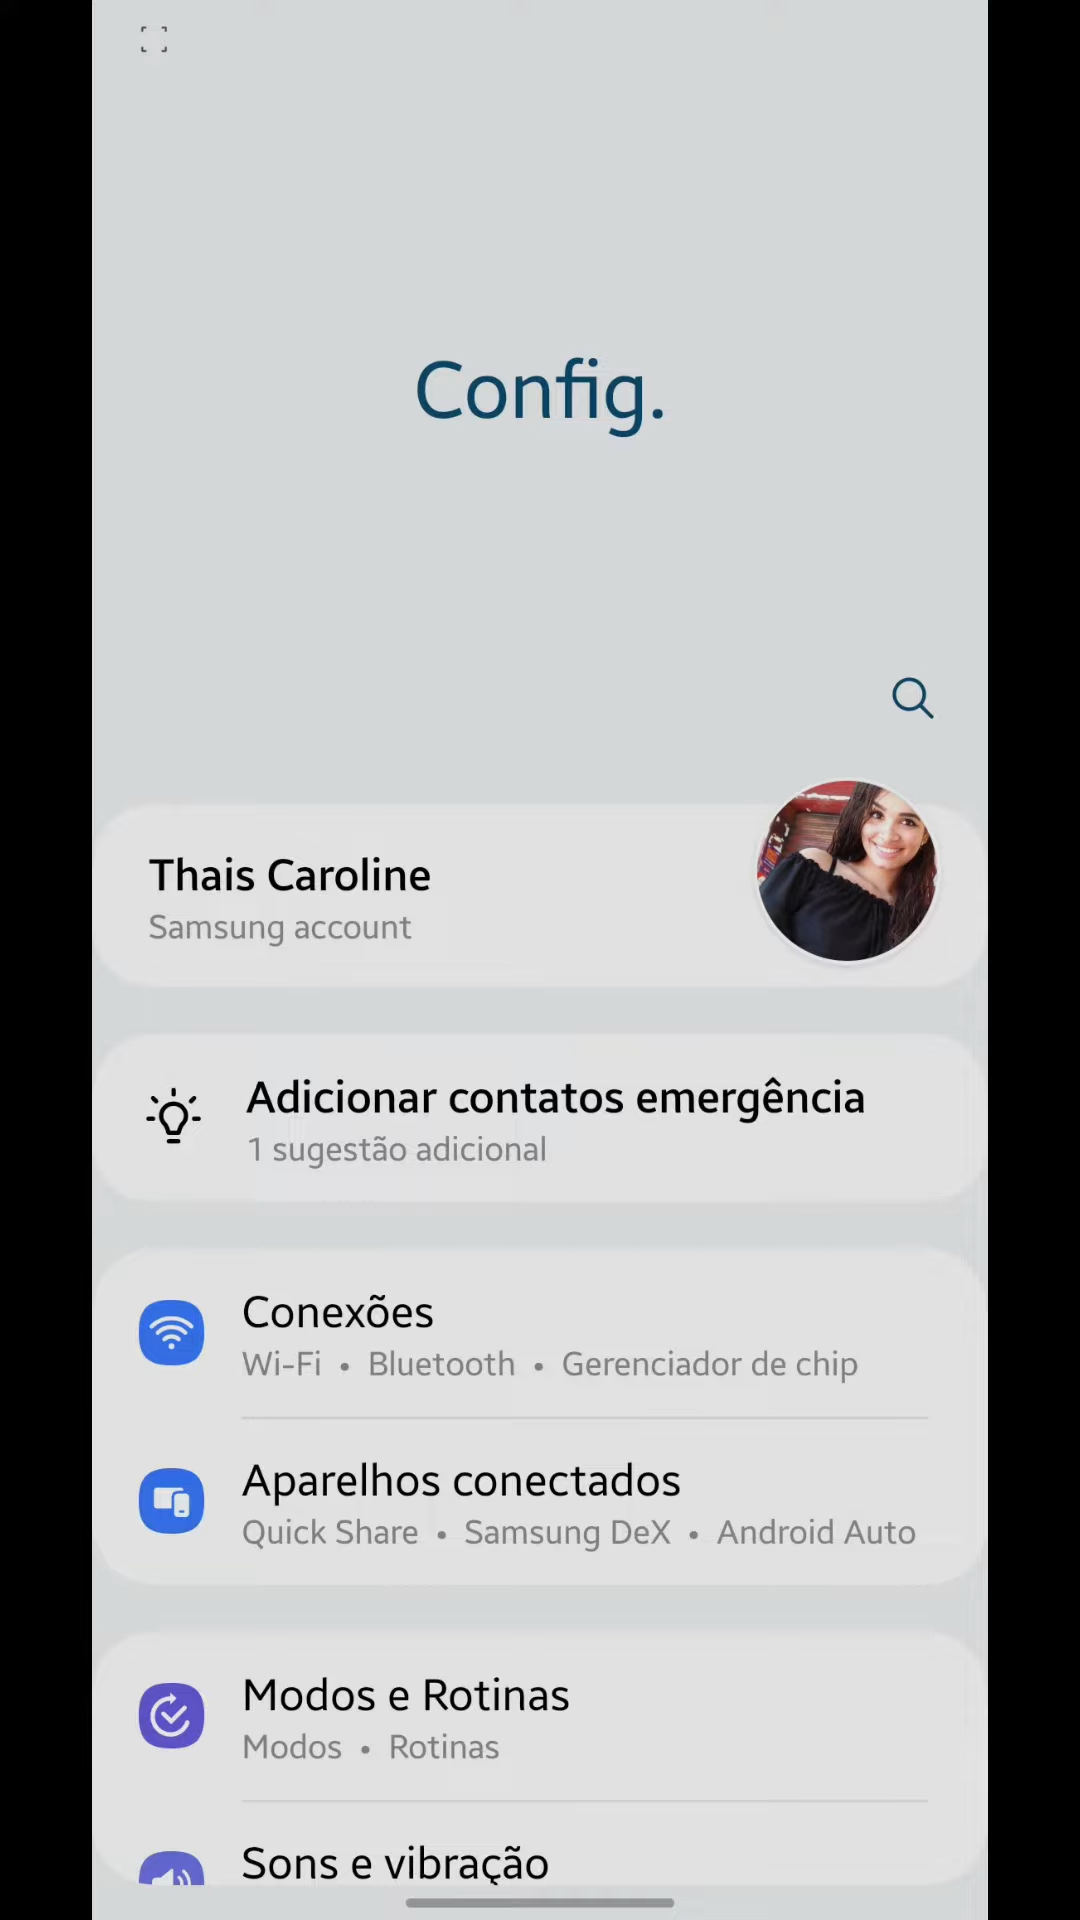 Config.
Thais Caroline
Samsung account
Adicionar contatos emergência
1 sugestão adicional
Conexões
Wi-Fi • Bluetooth • Gerenciador de chip
Aparelhos conectados
Quick Share • Samsung DeX • Android Auto
Modos e Rotinas
Modos • Rotinas
Sons e vibração